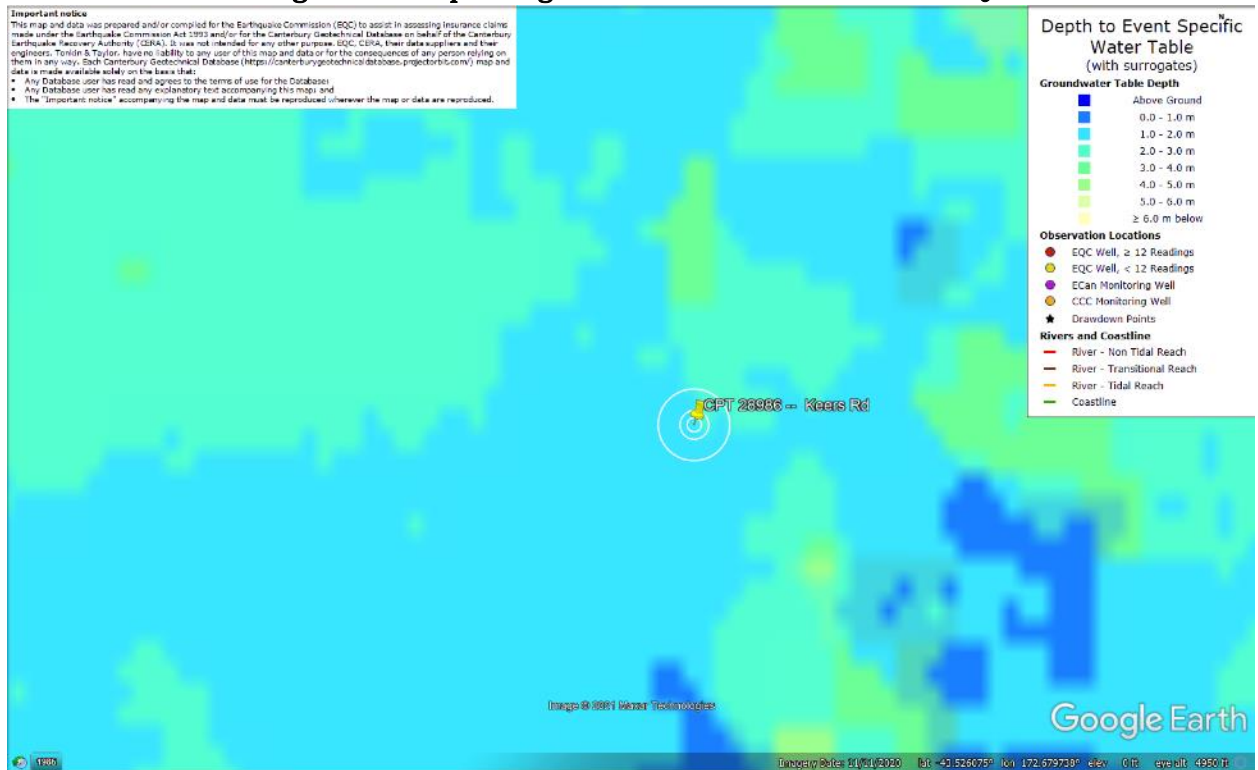 Important notice
This map and data was prepared and/or compiled for the Earthquake Commission (EQC) to assist in assessing insurance claims
made under the Earthquake Commission Act 1993 and/or for the Canterbury Geotechnical Database on behalf of the Canterbury
Earthquake Recovery Authority (CERA). It was not intended for any other purpose. EQC, CERA, their data suppliers and their
engineers, Tonkin & Taylor, have no liability to any user of this map and data or for the consequences of any person relying on
them in any way. Each Canterbury Geotechnical Database (https://canterburygeotechnicaldatabase.projectorbit.com/) map and
data is made available solely on the basis that:
• Any Database user has read and agrees to the terms of use for the Database;
• Any Database user has read any explanatory text accompanying this map; and
• The "Important notice" accompanying the map and data must be reproduced wherever the map or data are reproduced.
Depth to Event Specific
Water Table
(with surrogates)
Groundwater Table Depth
Above Ground
0.0 - 1.0 m
1.0 - 2.0 m
2.0 - 3.0 m
3.0 - 4.0 m
4.0 - 5.0 m
5.0 - 6.0 m
≥ 6.0 m below
Observation Locations
EQC Well, ≥ 12 Readings
EQC Well, < 12 Readings
ECan Monitoring Well
CCC Monitoring Well
Drawdown Points
Rivers and Coastline
River - Non Tidal Reach
River - Transitional Reach
River - Tidal Reach
Coastline
CPT 28986 -- Keers Rd
Image © 2021 Maxar Technologies
Google Earth
1986
Imagery Date: 11/21/2020 lat -43.526075° lon 172.679738° elev 0 ft eye alt 4950 ft